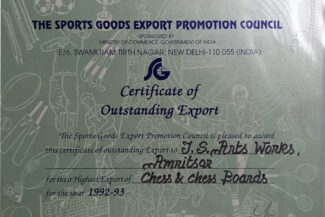 THE SPORTS GOODS EXPORT PROMOTION COUNCIL
SPONSORED BY
MINISTRY OF COMMERCE, GOVERNMENT OF INDIA
1E/6, SWAMI RAM TIRTH NAGAR, NEW DELHI-110 055 (INDIA)
SG
Certificate of
Outstanding Export
The Sports Goods Export Promotion Council is pleased to award
this certificate of outstanding Export to J.S. Arts Works,
Amritsar
for their Highest Export of Chess & chess Boards
for the year 1992-93